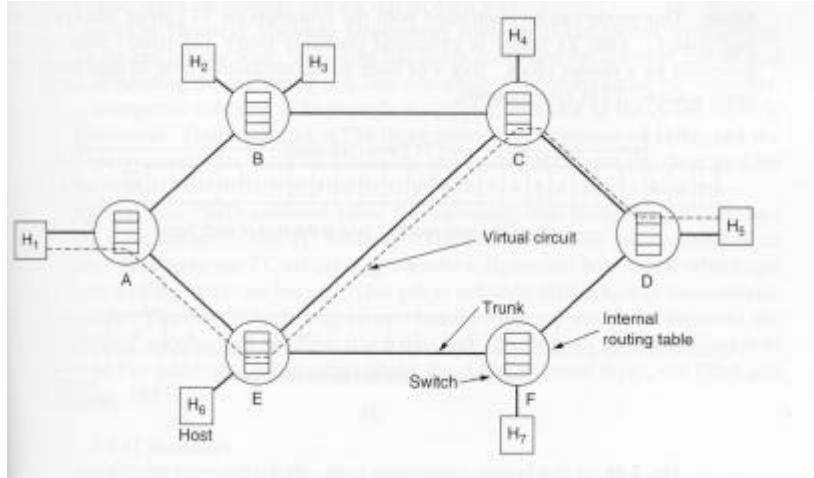 H4
H2
H3
B
C
H1
A
Virtual circuit
H5
D
Trunk
Internal
routing table
Switch
H6
E
F
Host
H7